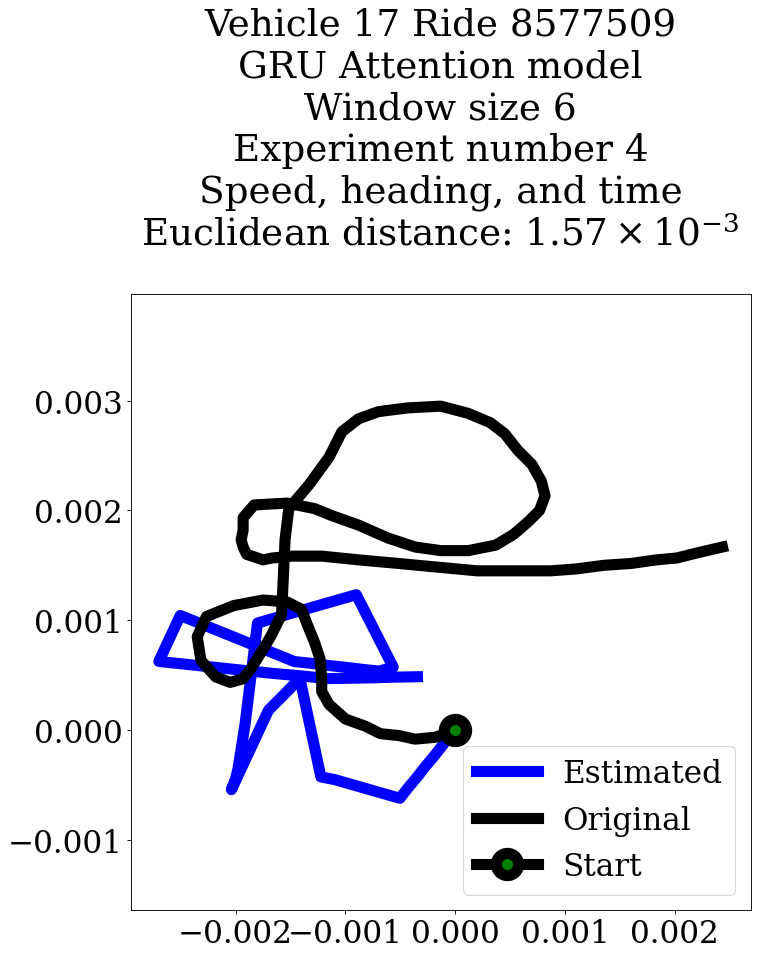 Vehicle 17 Ride 8577509
GRU Attention model
Window size 6
Experiment number 4
Speed, heading, and time
Euclidean distance: 1.57 × 10⁻³
0.003
0.002
0.001
0.000
−0.001
Estimated
Original
Start
−0.002 −0.001 0.000 0.001 0.002